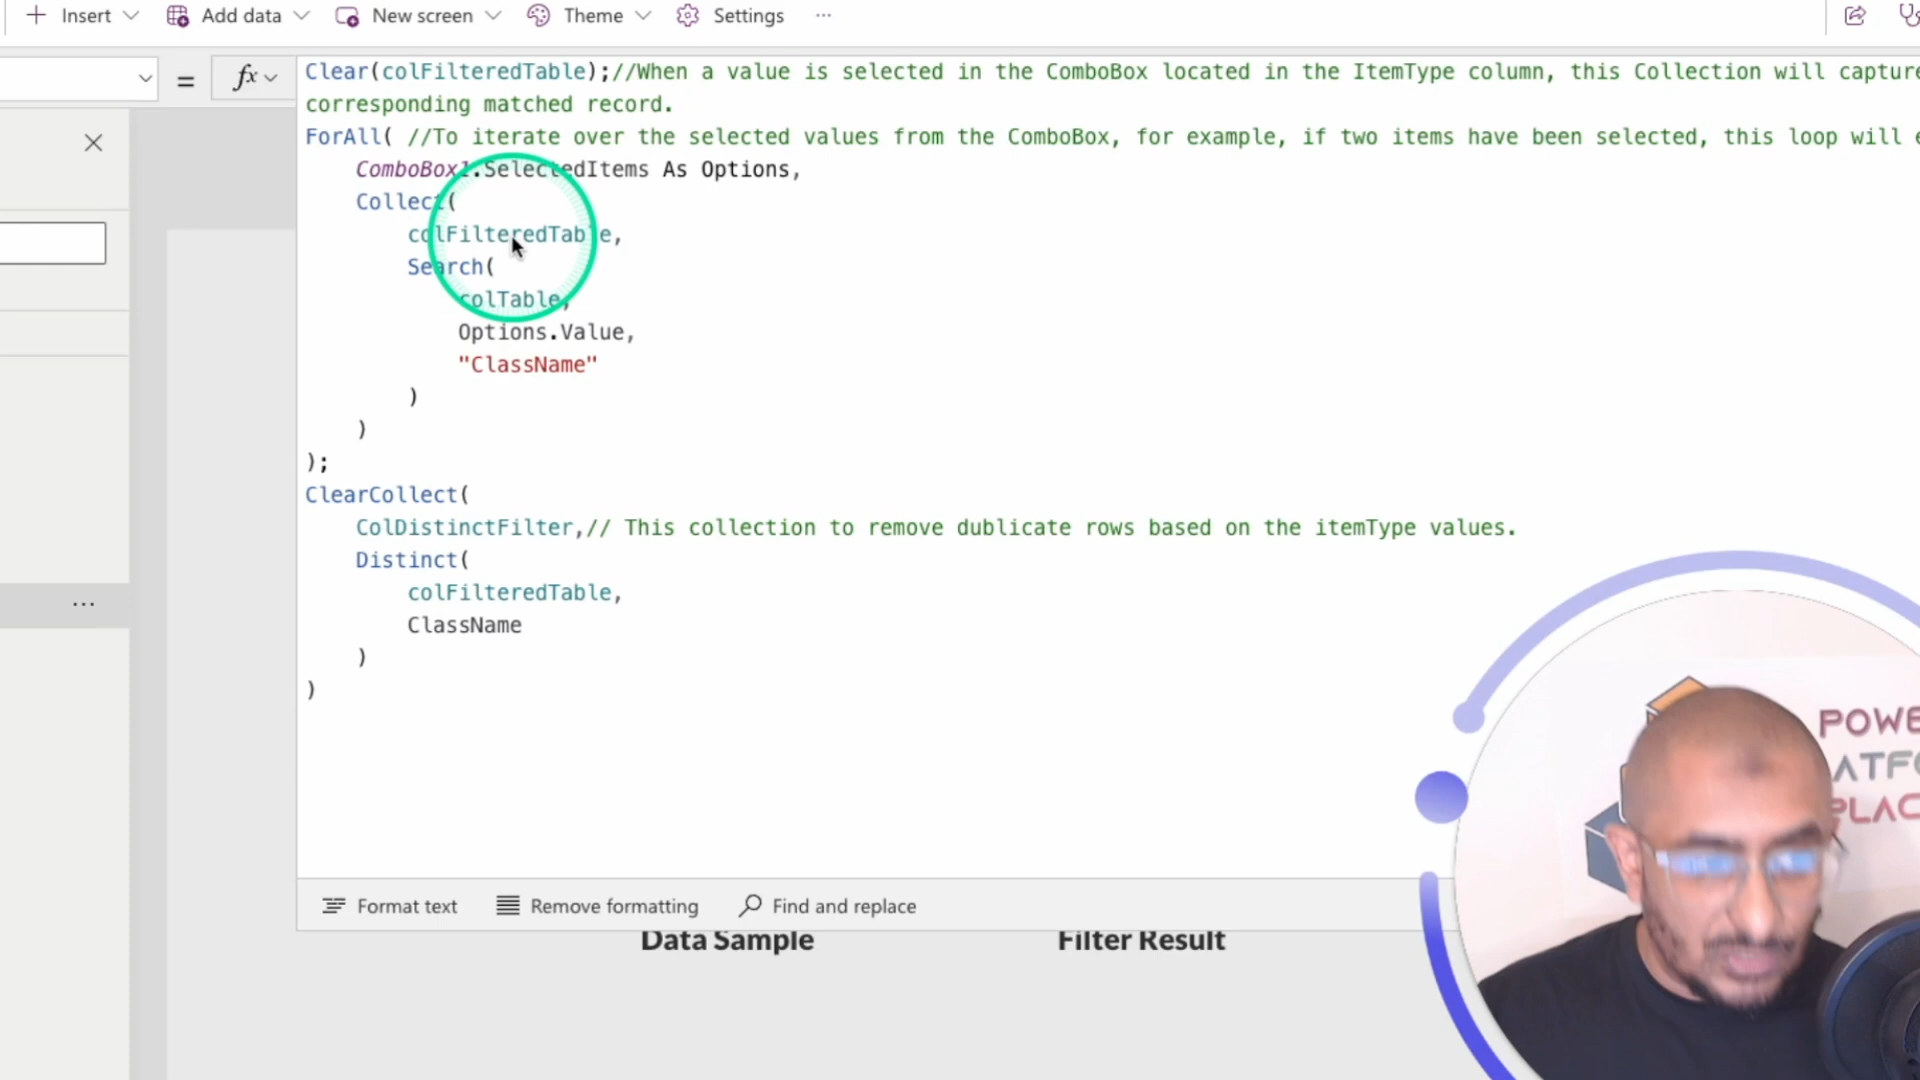 Insert
Add data
New screen
Theme
Settings
...
=
fx
Clear(colFilteredTable);//When a value is selected in the ComboBox located in the ItemType column, this Collection will capture
corresponding matched record.
ForAll( //To iterate over the selected values from the ComboBox, for example, if two items have been selected, this loop will e
ComboBox1.SelectedItems As Options,
Collect(
colFilteredTable,
Search(
colTable,
Options.Value,
"ClassName"
)
)
);
ClearCollect(
ColDistinctFilter,// This collection to remove dublicate rows based on the itemType values.
Distinct(
colFilteredTable,
ClassName
)
)
Format text
Remove formatting
Find and replace
Data Sample
Filter Result
POWE
ATFO
PLAC